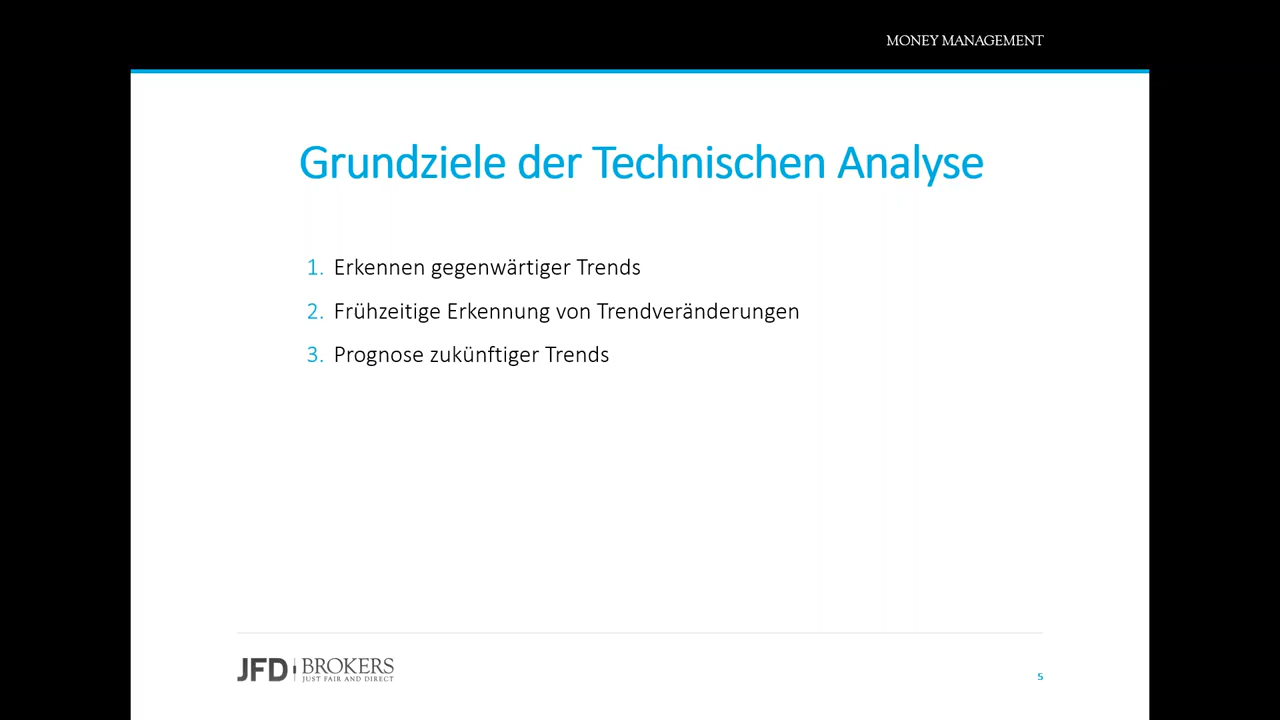 MONEY MANAGEMENT
Grundziele der Technischen Analyse
1. Erkennen gegenwärtiger Trends
2. Frühzeitige Erkennung von Trendveränderungen
3. Prognose zukünftiger Trends
JFD BROKERS
JUST FAIR AND DIRECT
5